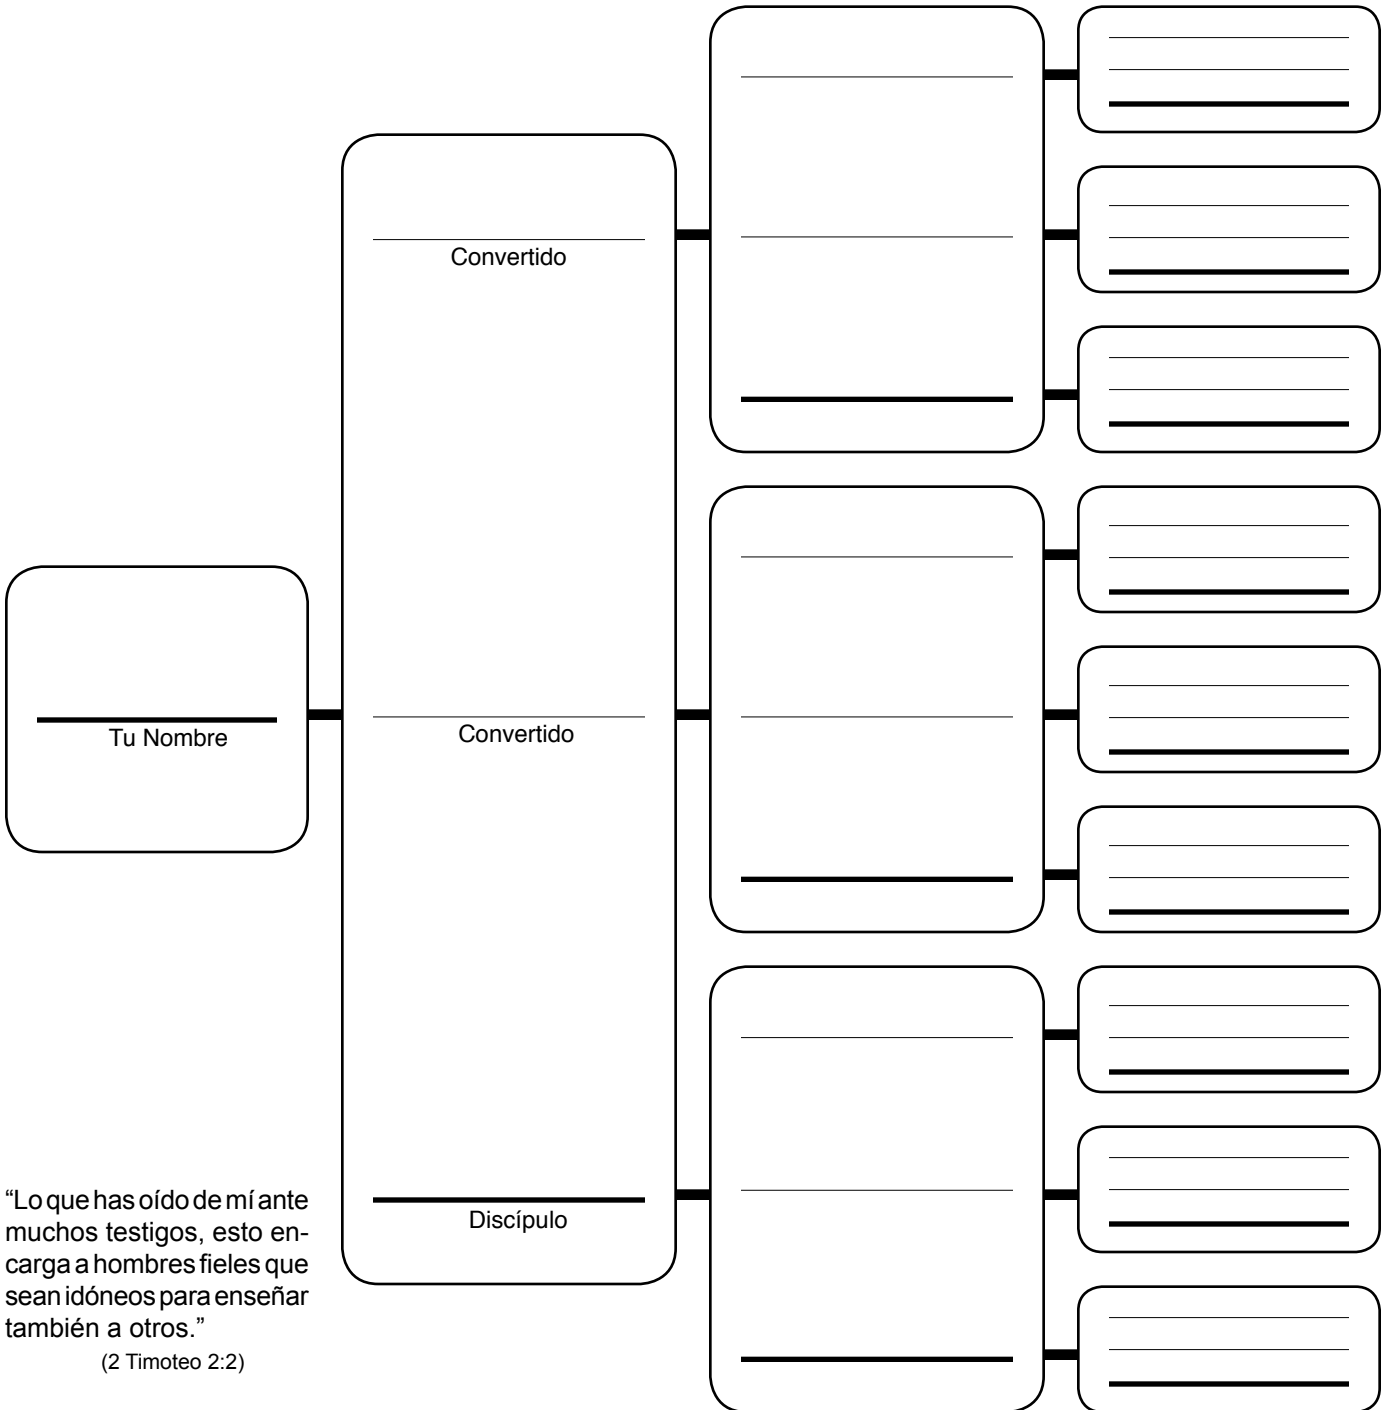 Convertido
Tu Nombre
Convertido
Discípulo
“Lo que has oído de mí ante
muchos testigos, esto en-
carga a hombres fieles que
sean idóneos para enseñar
también a otros.”
(2 Timoteo 2:2)